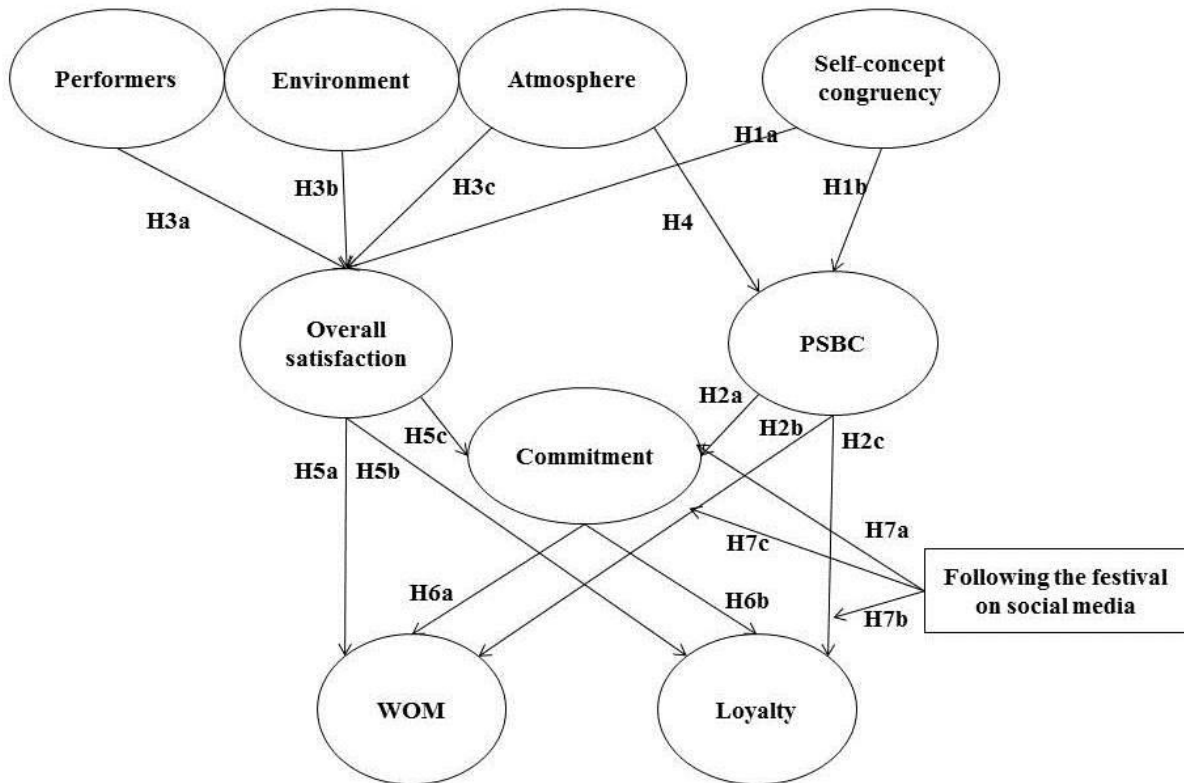 Performers
Environment
Atmosphere
Self-concept
congruency
H1a
H3b
H3c
H1b
H3a
H4
Overall
satisfaction
PSBC
H2a
H5c
H2b
H2c
Commitment
H5a
H5b
H7a
H7c
Following the festival
on social media
H6a
H6b
H7b
WOM
Loyalty